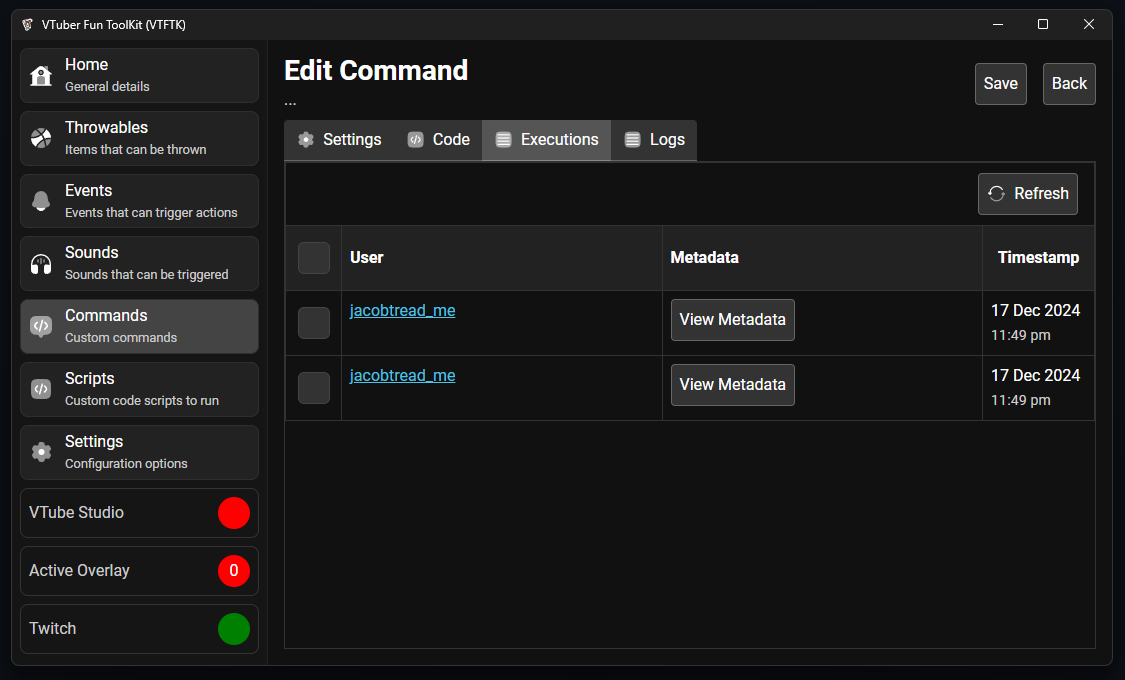 VTuber Fun ToolKit (VTFTK)
Home
General details
Throwables
Items that can be thrown
Events
Events that can trigger actions
Sounds
Sounds that can be triggered
Commands
Custom commands
Scripts
Custom code scripts to run
Settings
Configuration options
VTube Studio
Active Overlay 0
Twitch
Edit Command
...
Save Back
Settings Code Executions Logs
Refresh
User Metadata Timestamp
jacobtread_me View Metadata 17 Dec 2024
11:49 pm
jacobtread_me View Metadata 17 Dec 2024
11:49 pm